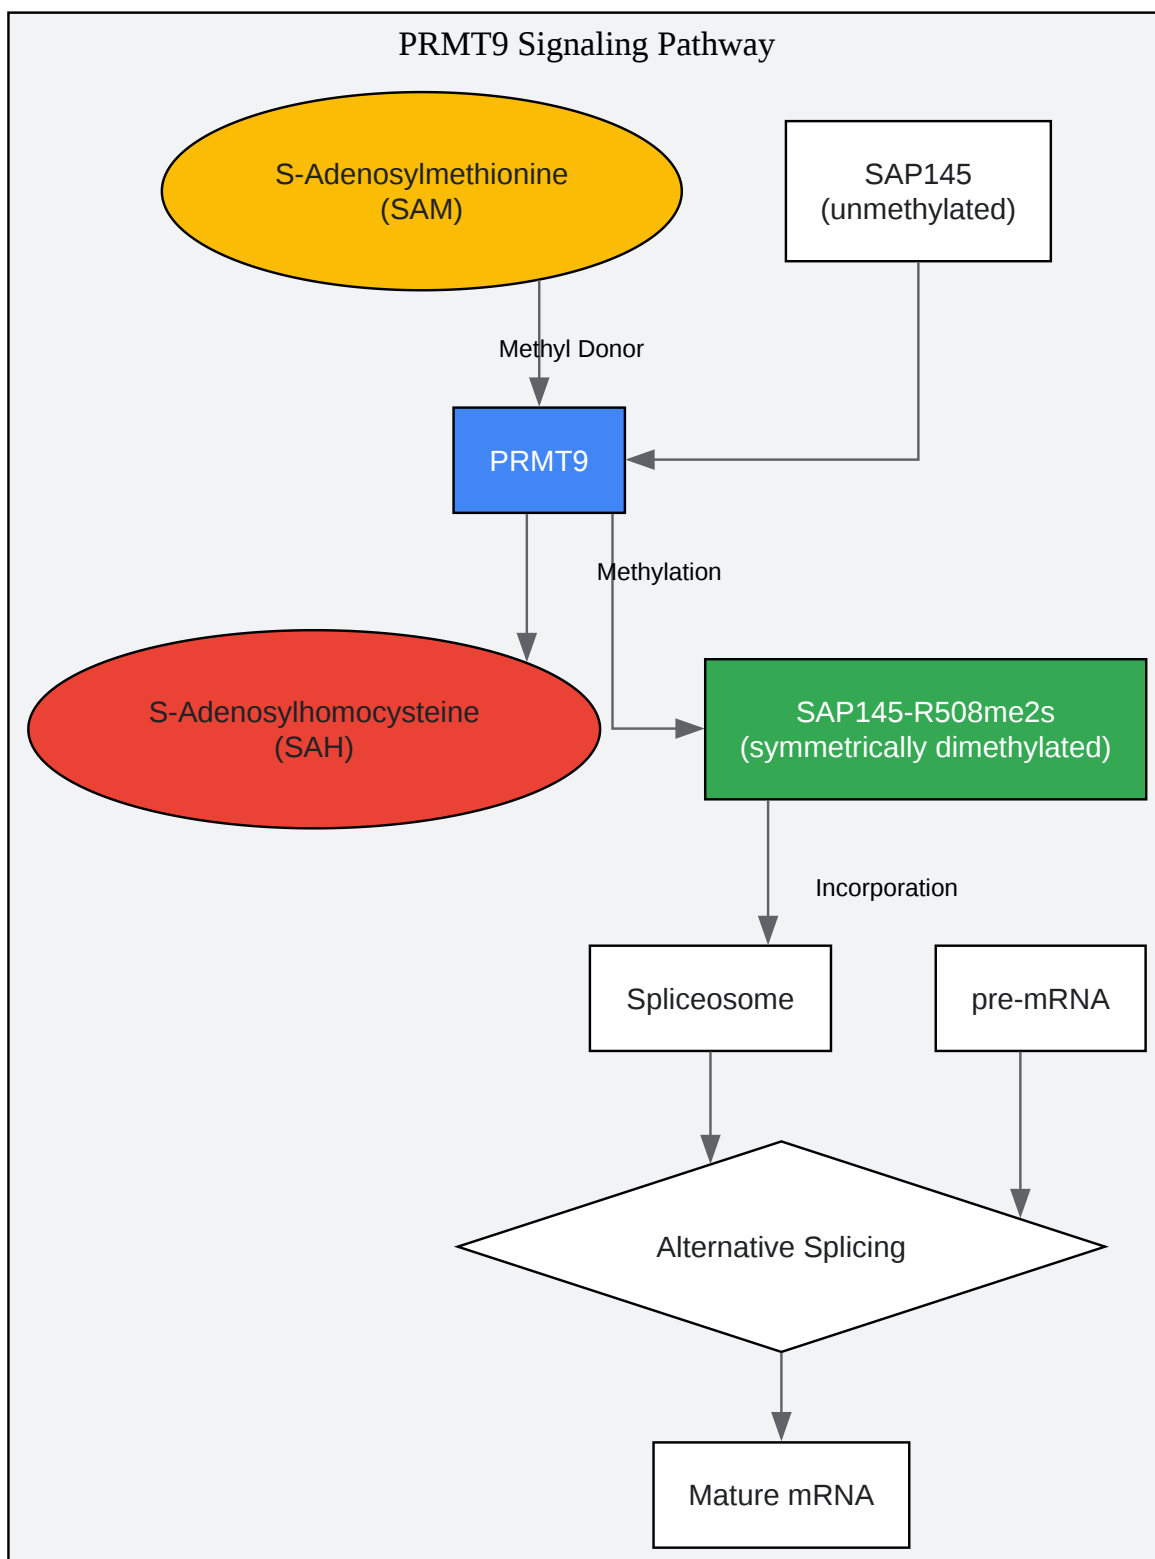 PRMT9 Signaling Pathway
S-Adenosylmethionine
(SAM)
SAP145
(unmethylated)
Methyl Donor
PRMT9
Methylation
S-Adenosylhomocysteine
(SAH)
SAP145-R508me2s
(symmetrically dimethylated)
Incorporation
Spliceosome
pre-mRNA
Alternative Splicing
Mature mRNA